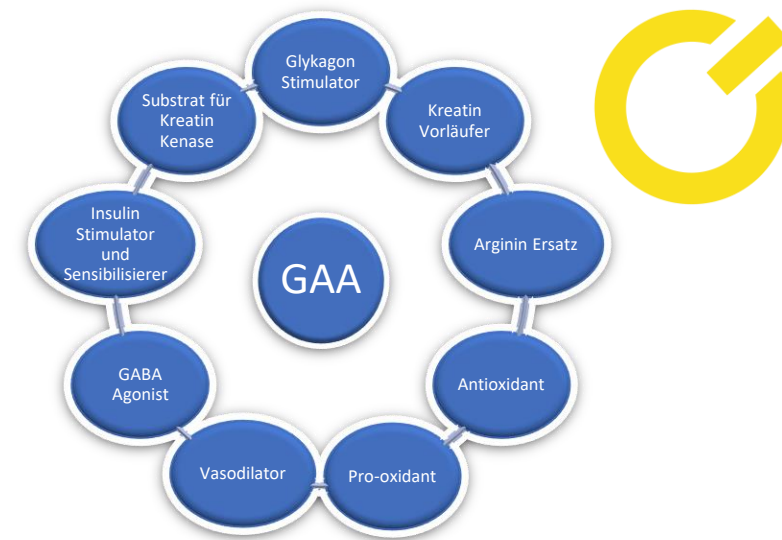 Glykagon
Stimulator
Kreatin
Vorläufer
Arginin Ersatz
Antioxidant
Pro-oxidant
Vasodilator
GABA
Agonist
Insulin
Stimulator
und
Sensibilisierer
Substrat für
Kreatin
Kenase
GAA